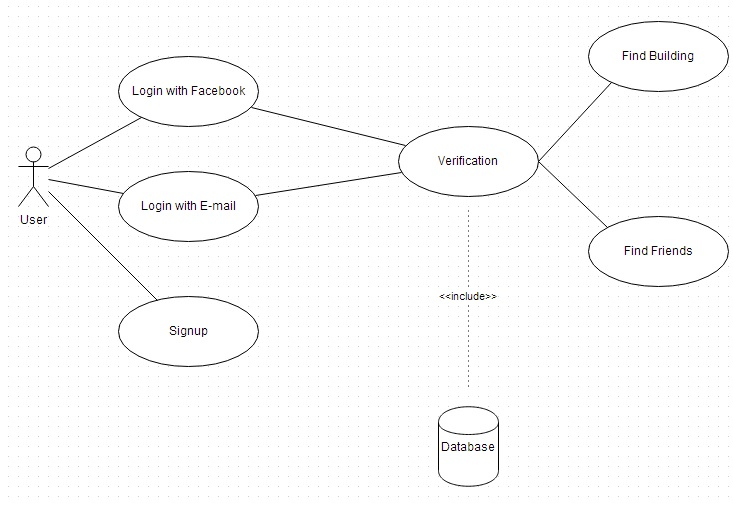 Find Building
Login with Facebook
Verification
Login with E-mail
User
Find Friends
<<include>>
Signup
Database